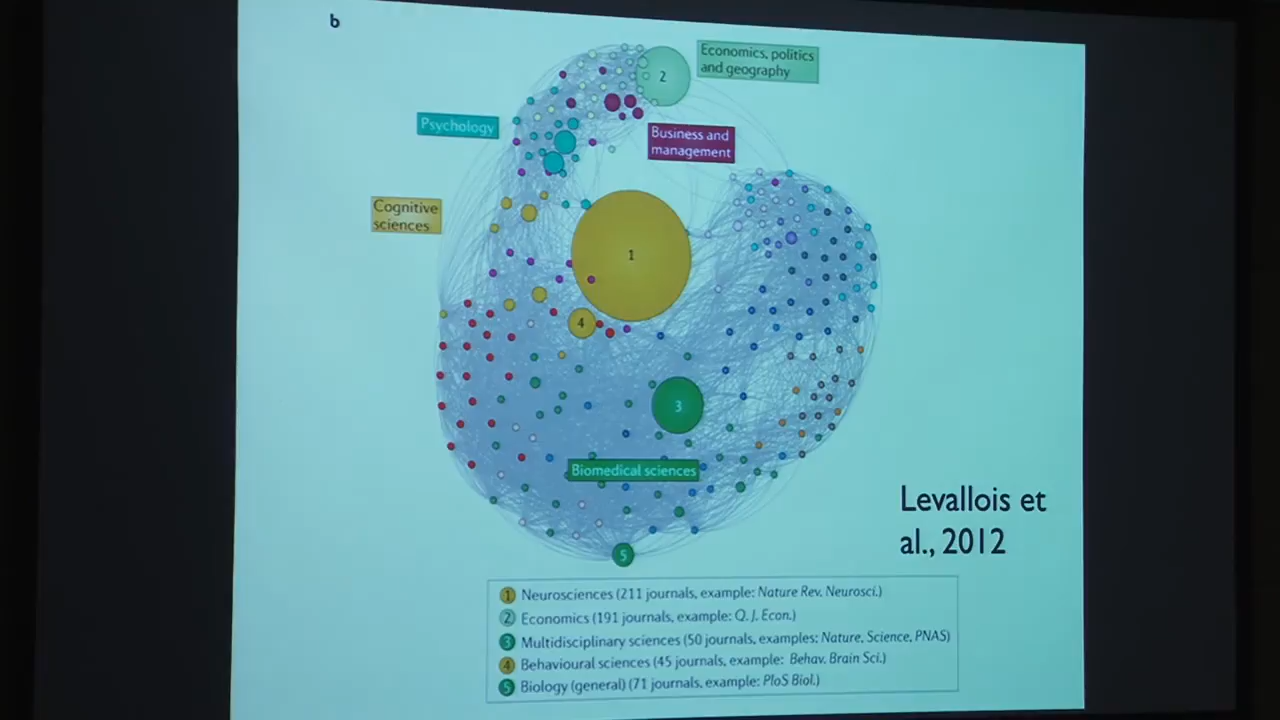 b
Economics, politics
and geography
2
Psychology
Business and
management
Cognitive
sciences
1
4
3
Biomedical sciences
Levallois et
al., 2012
5
1 Neurosciences (211 journals, example: Nature Rev. Neurosci.)
2 Economics (191 journals, example: Q. J. Econ.)
3 Multidisciplinary sciences (50 journals, examples: Nature, Science, PNAS)
4 Behavioural sciences (45 journals, example: Behav. Brain Sci.)
5 Biology (general) (71 journals, example: PloS Biol.)